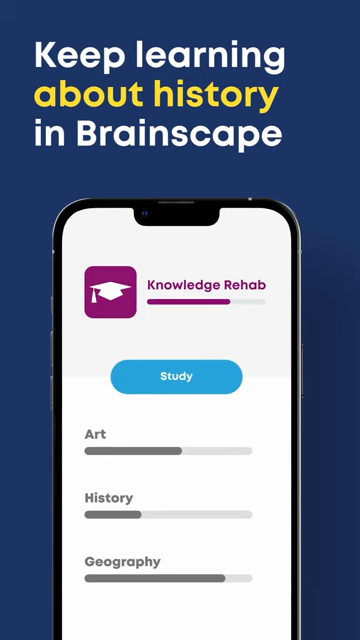 Keep learning
about history
in Brainscape
Knowledge Rehab
Study
Art
History
Geography